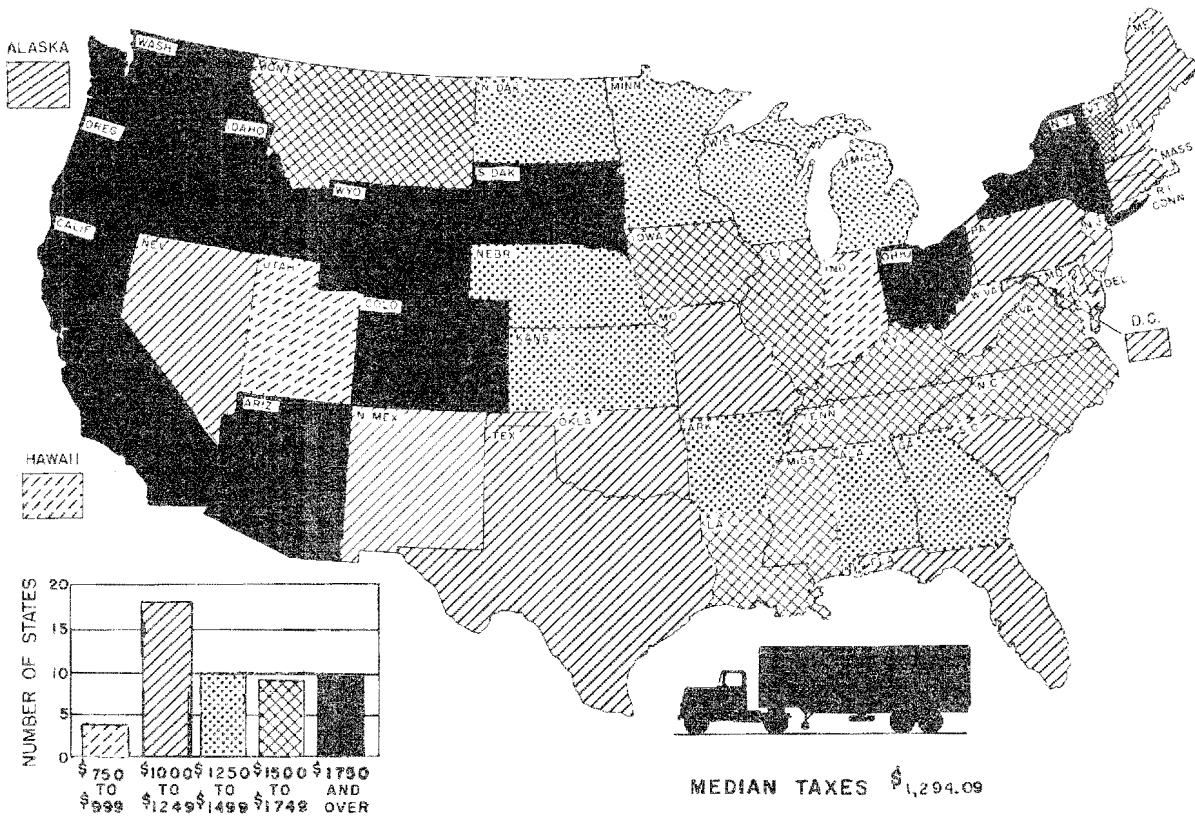 ALASKA
WASH
MONT
N DAK
MINN
ME
OREG
IDAHO
N.Y.
N.H.
WIS
MICH
MASS
R I
CONN
WYO
S DAK
CALIF
NEV
UTAH
NEBR
IOWA
ILL
IND
OHIO
PA
N J
DEL
W VA
VA
D.C.
COLO
KANS
MO
KY
ARIZ
N MEX
TEX
OKLA
ARK
TENN
N C
S C
MISS
ALA
GA
LA
FLA
HAWAII
NUMBER OF STATES
20
15
10
5
0
$750 TO $999
$1000 TO $1249
$1250 TO $1499
$1500 TO $1749
$1750 AND OVER
MEDIAN TAXES $1,294.09